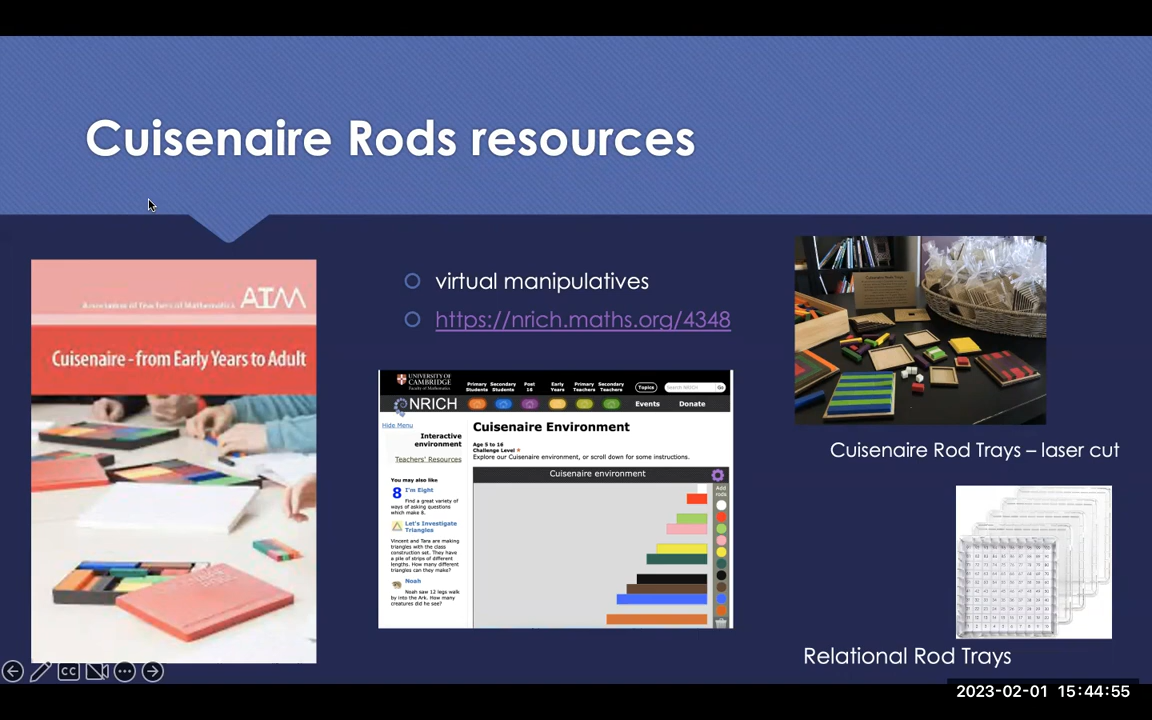 Cuisenaire Rods resources
Association of Teachers of Mathematics ATM
Cuisenaire - from Early Years to Adult
virtual manipulatives
https://nrich.maths.org/4348
UNIVERSITY OF
CAMBRIDGE
Faculty of Mathematics
Primary Students
Secondary Students
Post 16
Early Years
Primary Teachers
Secondary Teachers
Topics
Search NRICH
Go
NRICH
Events
Donate
Hide Menu
Interactive
environment
Teachers' Resources
You may also like
8 I'm Eight
Find a great variety of
ways of asking questions
which make 8.
Let's Investigate
Triangles
Vincent and Tara are making
triangles with the class
construction set. They have
a pile of strips of different
lengths. How many different
triangles can they make?
Noah
Noah saw 12 legs walk
by into the Ark. How many
creatures did he see?
Cuisenaire Environment
Age 5 to 16
Challenge Level
Explore our Cuisenaire environment, or scroll down for some instructions.
Cuisenaire environment
Add
rods
Cuisenaire Rod Trays – laser cut
Relational Rod Trays
CC
2023-02-01 15:44:55